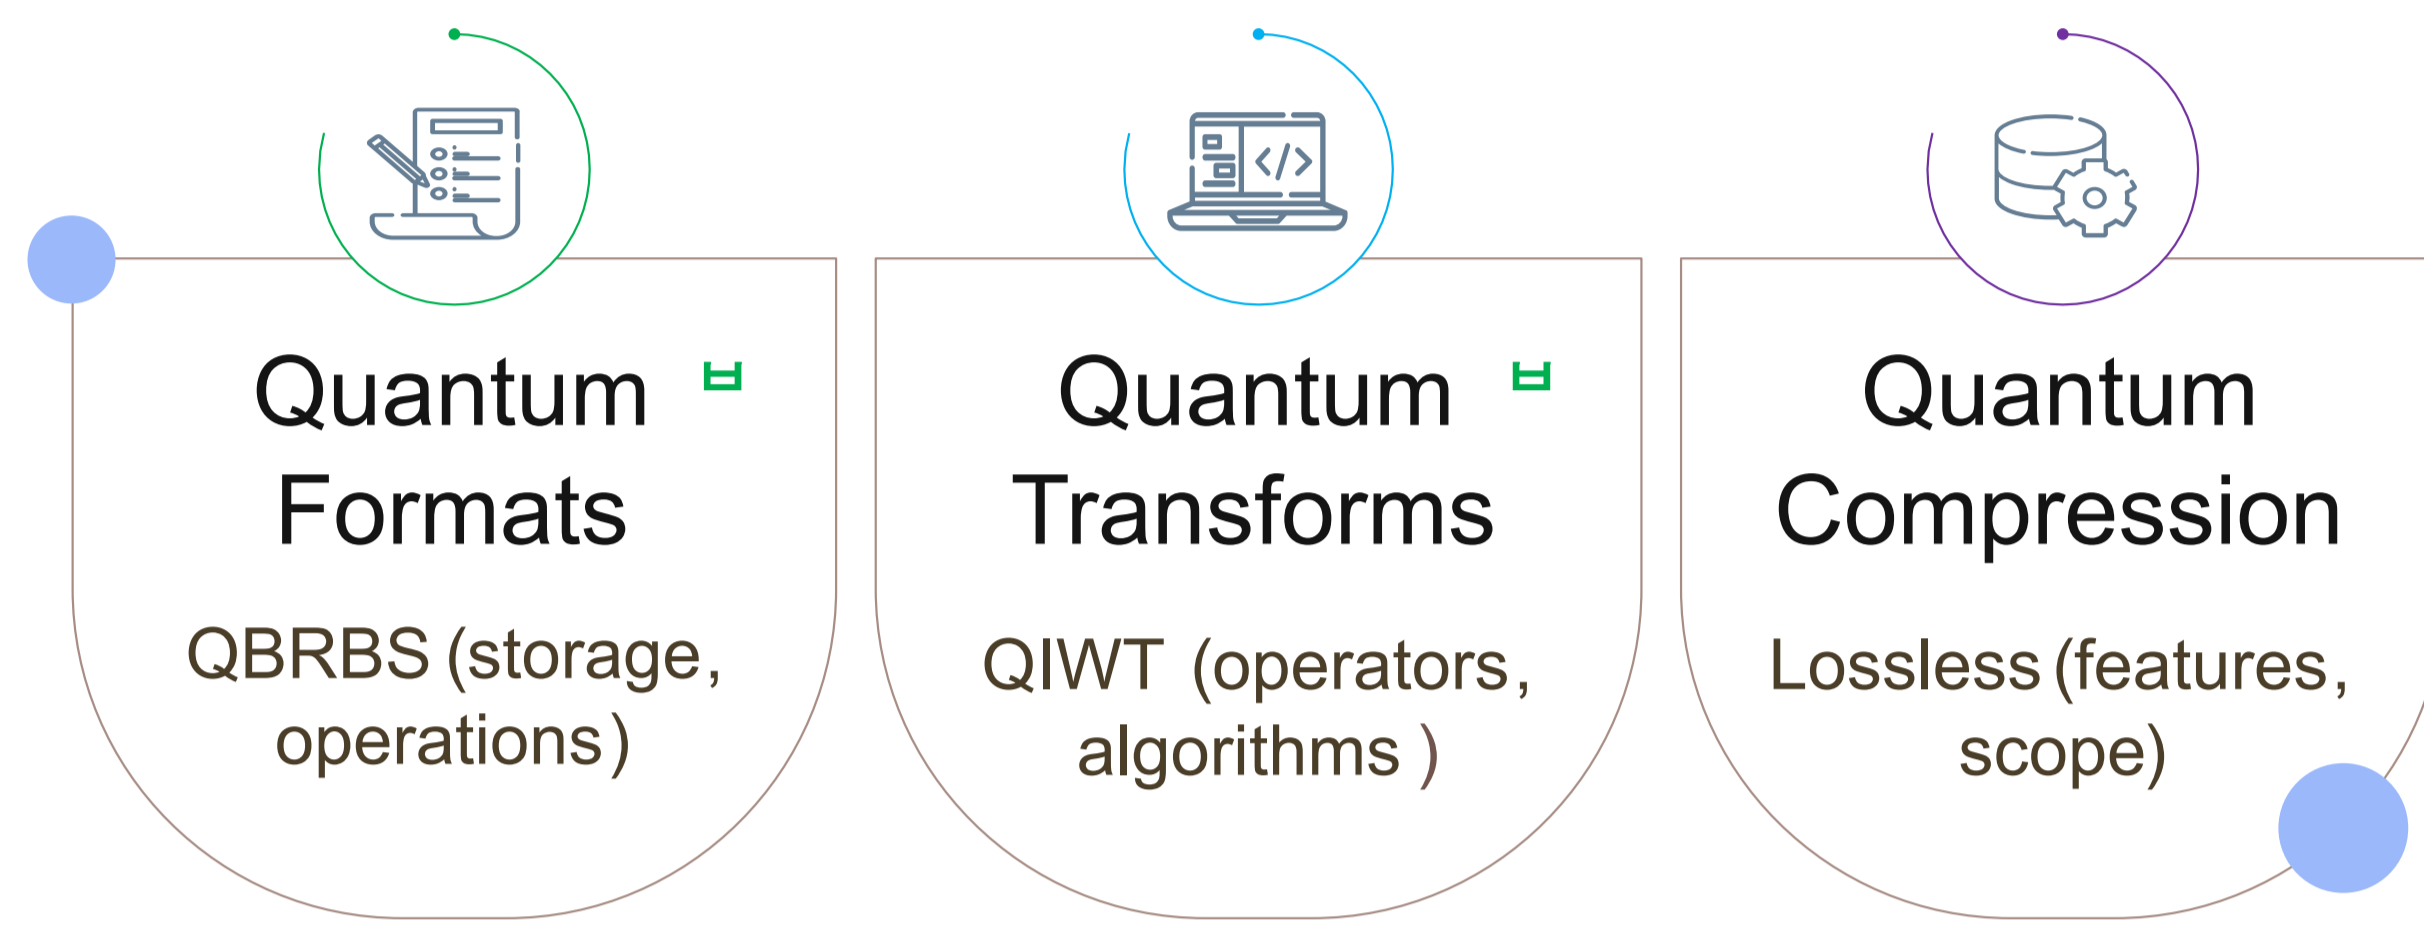 Quantum
Formats
QBRBS (storage,
operations)
Quantum
Transforms
QIWT (operators,
algorithms )
Quantum
Compression
Lossless (features,
scope)